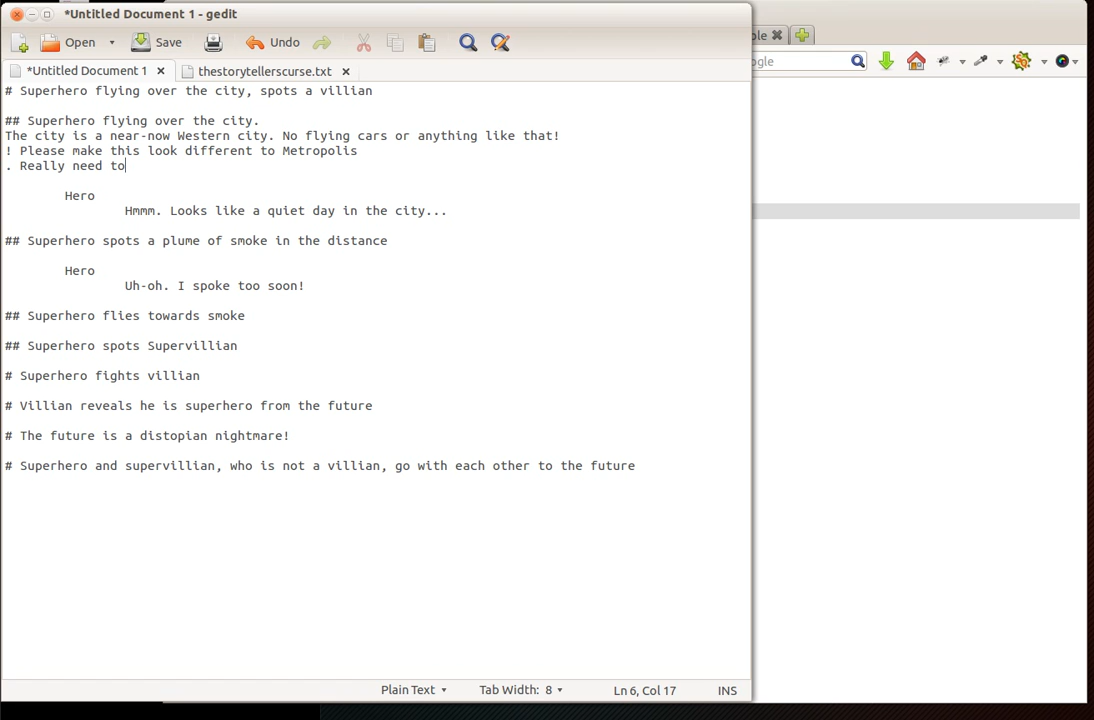 *Untitled Document 1 - gedit
Open Save Undo
*Untitled Document 1 thestorytellerscurse.txt
ple
ogle
# Superhero flying over the city, spots a villian
## Superhero flying over the city.
The city is a near-now Western city. No flying cars or anything like that!
! Please make this look different to Metropolis
. Really need to
Hero
Hmmm. Looks like a quiet day in the city...
## Superhero spots a plume of smoke in the distance
Hero
Uh-oh. I spoke too soon!
## Superhero flies towards smoke
## Superhero spots Supervillian
# Superhero fights villian
# Villian reveals he is superhero from the future
# The future is a distopian nightmare!
# Superhero and supervillian, who is not a villian, go with each other to the future
Plain Text Tab Width: 8 Ln 6, Col 17 INS